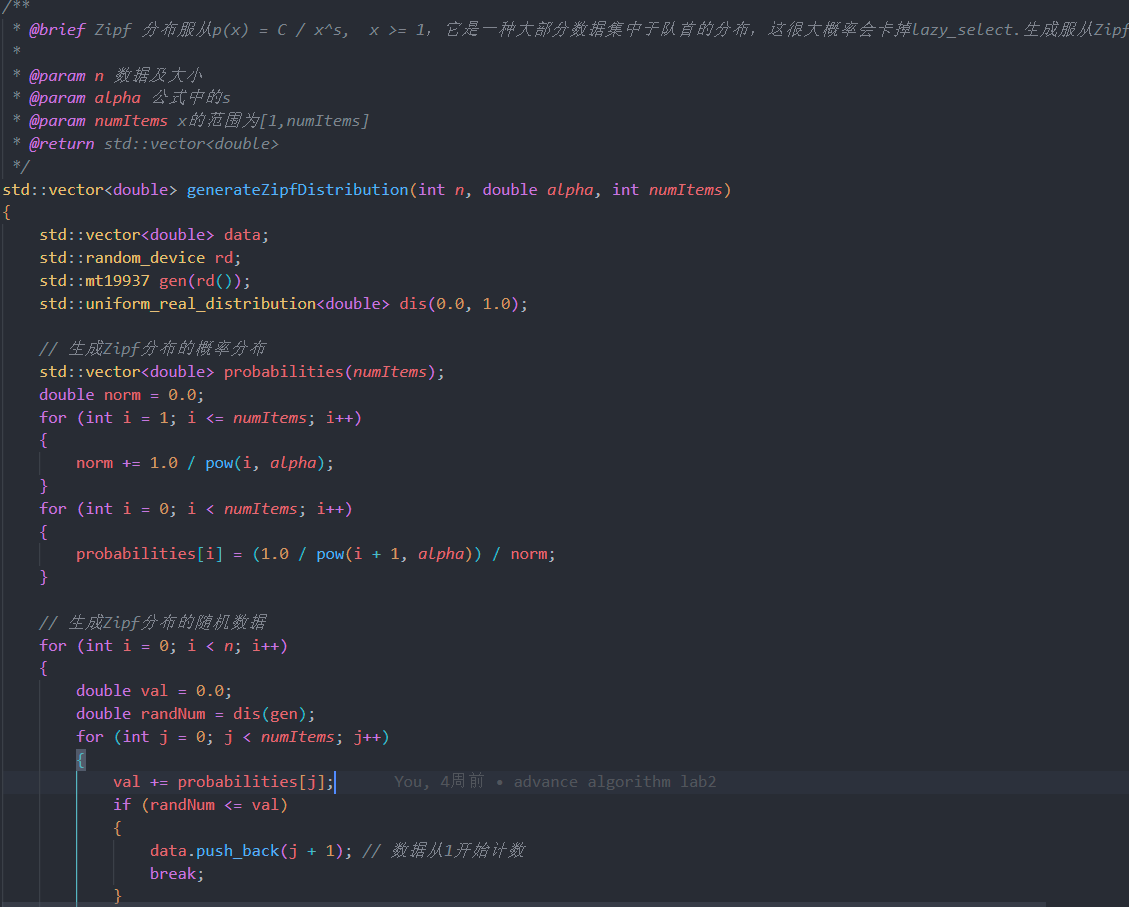 /**
 * @brief Zipf 分布服从p(x) = C / x^s,  x >= 1，它是一种大部分数据集中于队首的分布，这很大概率会卡掉lazy_select.生成服从Zipf
 *
 * @param n 数据及大小
 * @param alpha 公式中的s
 * @param numItems x的范围为[1,numItems]
 * @return std::vector<double>
 */
std::vector<double> generateZipfDistribution(int n, double alpha, int numItems)
{
    std::vector<double> data;
    std::random_device rd;
    std::mt19937 gen(rd());
    std::uniform_real_distribution<double> dis(0.0, 1.0);

    // 生成Zipf分布的概率分布
    std::vector<double> probabilities(numItems);
    double norm = 0.0;
    for (int i = 1; i <= numItems; i++)
    {
        norm += 1.0 / pow(i, alpha);
    }
    for (int i = 0; i < numItems; i++)
    {
        probabilities[i] = (1.0 / pow(i + 1, alpha)) / norm;
    }

    // 生成Zipf分布的随机数据
    for (int i = 0; i < n; i++)
    {
        double val = 0.0;
        double randNum = dis(gen);
        for (int j = 0; j < numItems; j++)
        {
            val += probabilities[j];      You, 4周前 • advance algorithm lab2
            if (randNum <= val)
            {
                data.push_back(j + 1); // 数据从1开始计数
                break;
            }